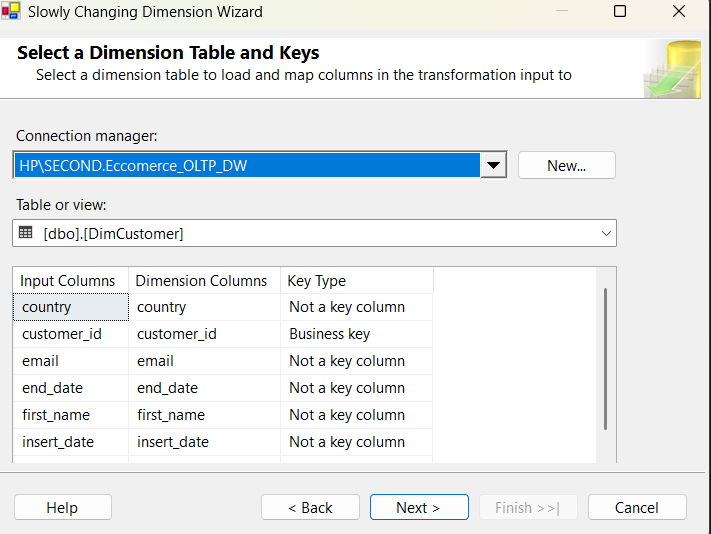 Slowly Changing Dimension Wizard
Select a Dimension Table and Keys
Select a dimension table to load and map columns in the transformation input to
Connection manager:
HP\SECOND.Eccomerce_OLTP_DW
New...
Table or view:
[dbo].[DimCustomer]
Input Columns Dimension Columns Key Type
country country Not a key column
customer_id customer_id Business key
email email Not a key column
end_date end_date Not a key column
first_name first_name Not a key column
insert_date insert_date Not a key column
Help < Back Next > Finish >>| Cancel